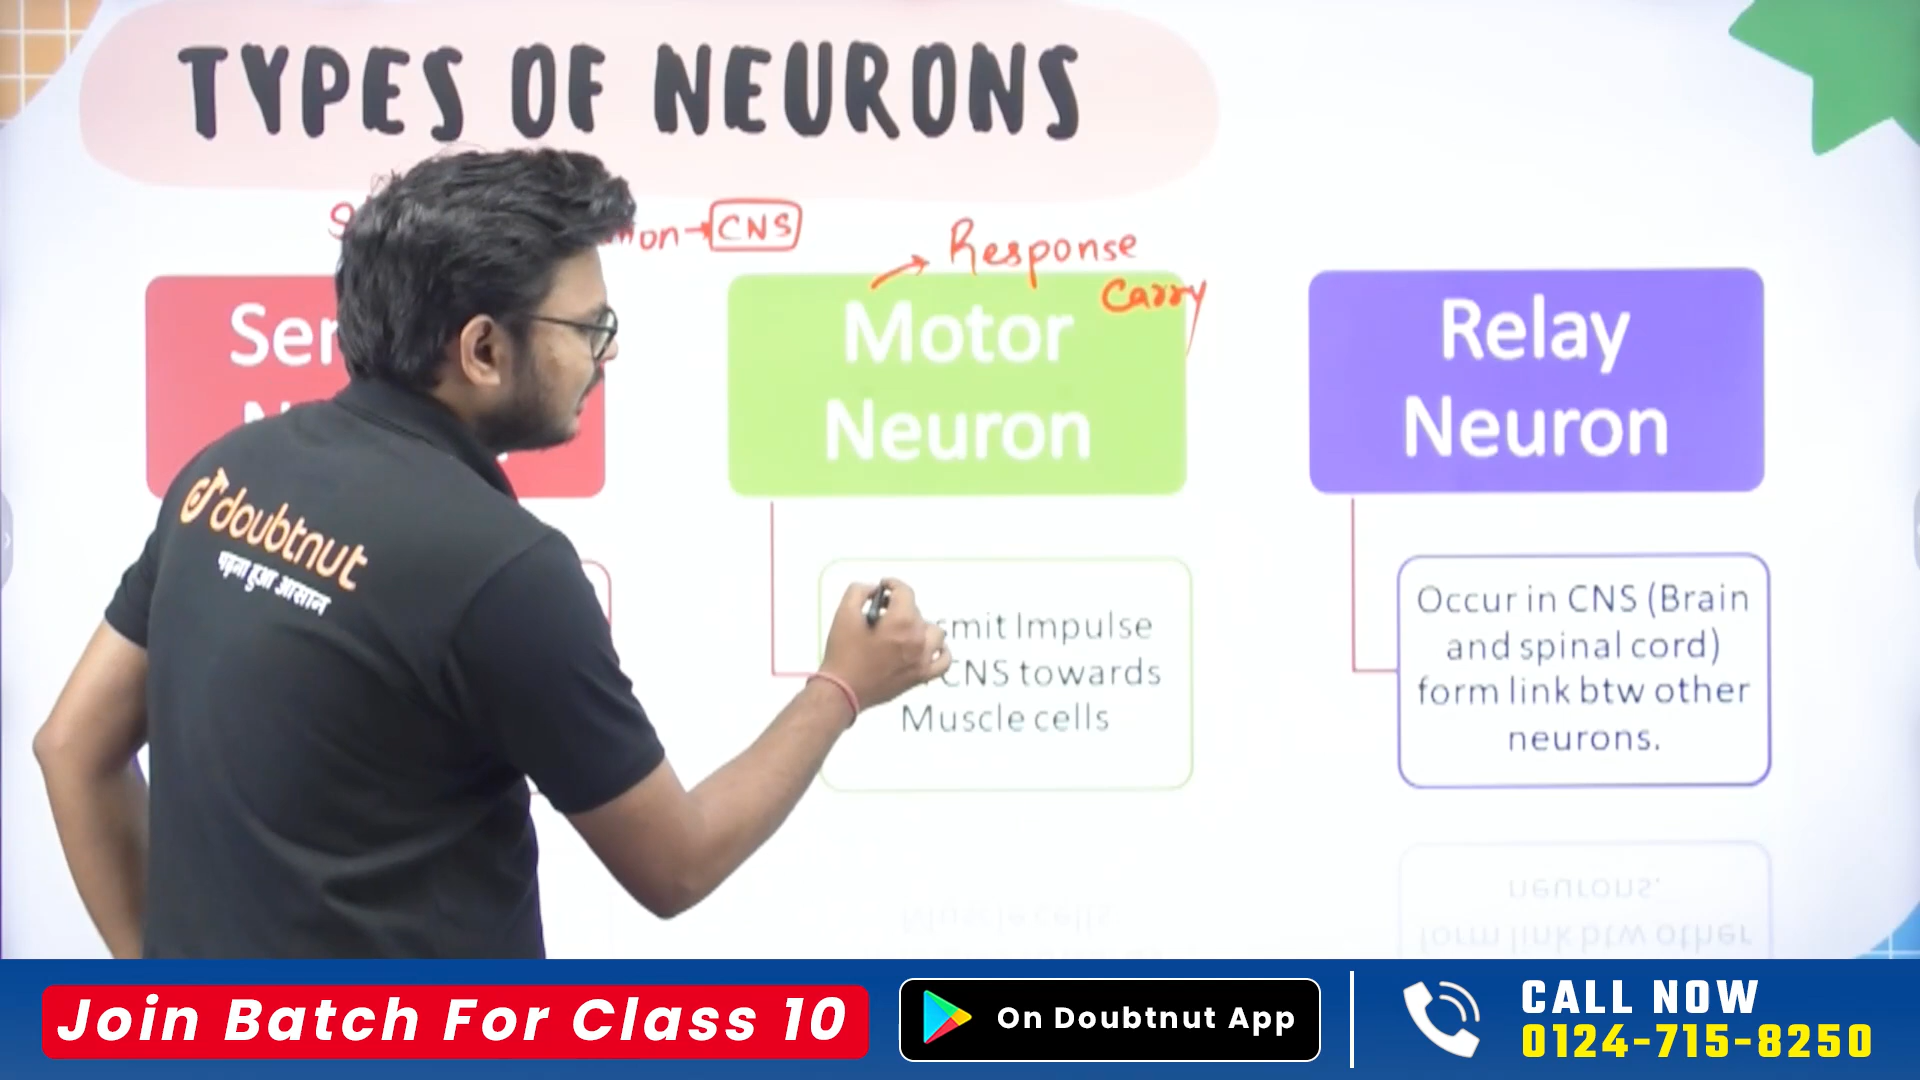 TYPES OF NEURONS
on → CNS
Response
Carry
Motor
Neuron
Relay
Neuron
Impulse
CNS towards
Muscle cells
Occur in CNS (Brain
and spinal cord)
form link btw other
neurons.
doubtnut
पढ़ना हुआ आसान
Join Batch For Class 10
On Doubtnut App
CALL NOW
0124-715-8250